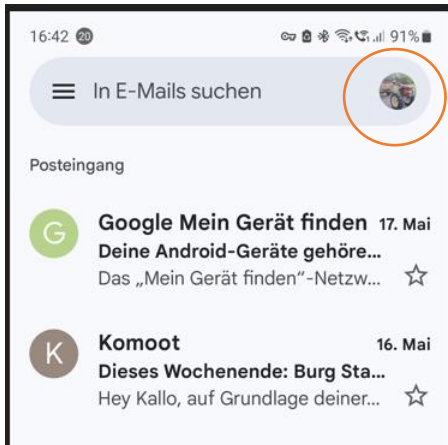 16:42 20 91%
In E-Mails suchen
Posteingang
G Google Mein Gerät finden 17. Mai
Deine Android-Geräte gehöre...
Das „Mein Gerät finden“-Netzw...
K Komoot 16. Mai
Dieses Wochenende: Burg Sta...
Hey Kallo, auf Grundlage deiner...